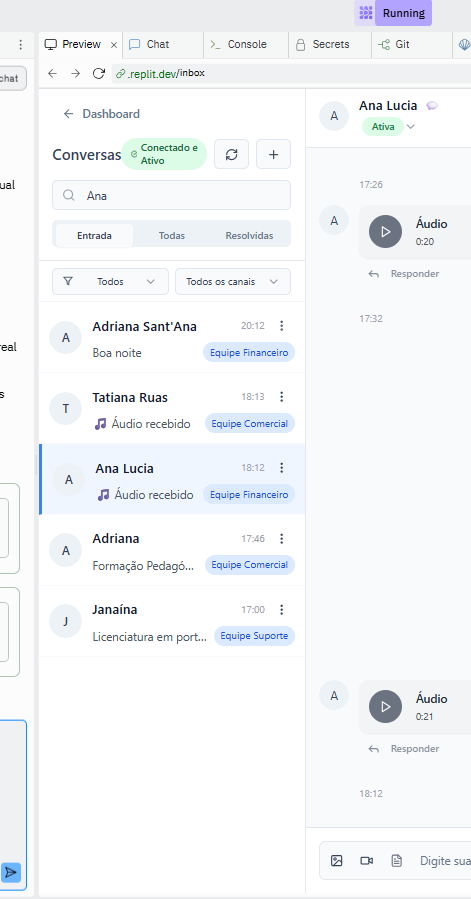 Running
Preview
Chat
Console
Secrets
Git
.replit.dev/inbox
chat
ual
real
s
Dashboard
Conversas
Conectado e
Ativo
Ana
Entrada
Todas
Resolvidas
Todos
Todos os canais
Adriana Sant'Ana
20:12
Boa noite
Equipe Financeiro
A
Tatiana Ruas
18:13
Áudio recebido
Equipe Comercial
T
Ana Lucia
18:12
Áudio recebido
Equipe Financeiro
A
Adriana
17:46
Formação Pedagó...
Equipe Comercial
A
Janaína
17:00
Licenciatura em port...
Equipe Suporte
J
A
Ana Lucia
Ativa
17:26
A
Áudio
0:20
Responder
17:32
A
Áudio
0:21
Responder
18:12
Digite sua